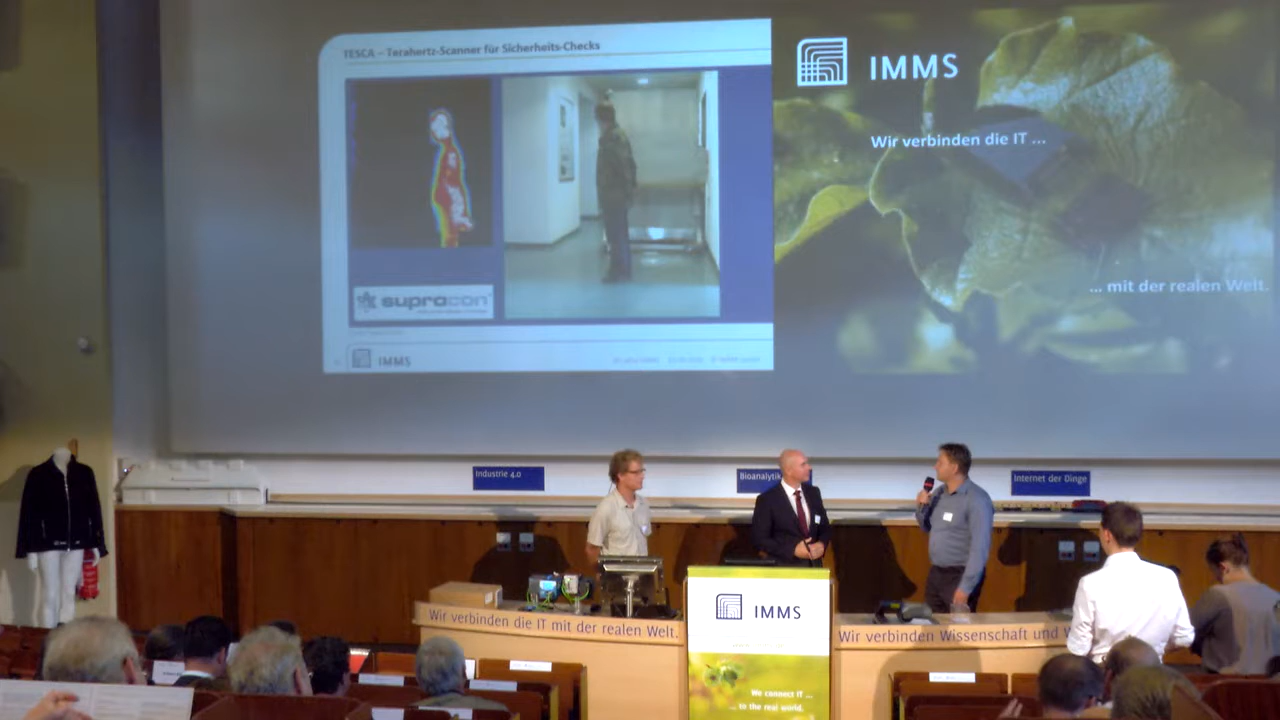 TESCA – Terahertz-Scanner für Sicherheits-Checks
supracon
IMMS
IMMS
Wir verbinden die IT ...
... mit der realen Welt.
Industrie 4.0
Bioanalytik
Internet der Dinge
Wir verbinden die IT mit der realen Welt.
IMMS
We connect IT ...
... to the real world.
Wir verbinden Wissenschaft und